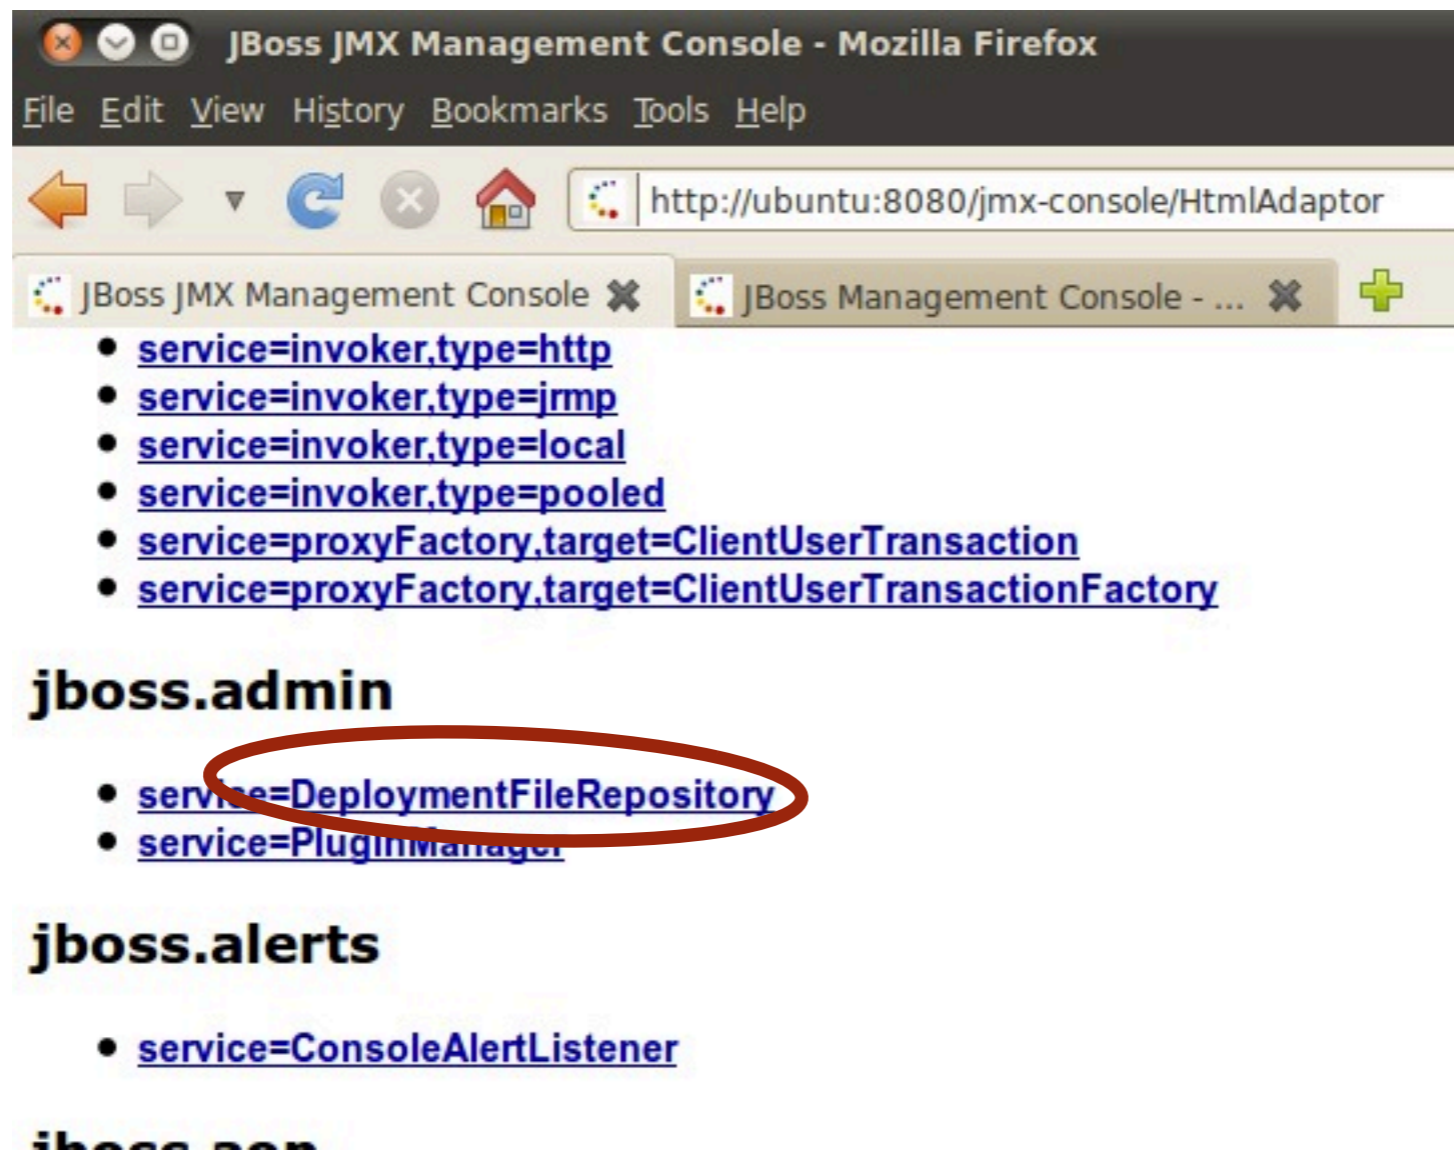 JBoss JMX Management Console - Mozilla Firefox
File Edit View History Bookmarks Tools Help
http://ubuntu:8080/jmx-console/HtmlAdaptor
JBoss JMX Management Console JBoss Management Console - ...
service=invoker,type=http
service=invoker,type=jrmp
service=invoker,type=local
service=invoker,type=pooled
service=proxyFactory,target=ClientUserTransaction
service=proxyFactory,target=ClientUserTransactionFactory
jboss.admin
service=DeploymentFileRepository
service=PluginManager
jboss.alerts
service=ConsoleAlertListener
jboss.aop